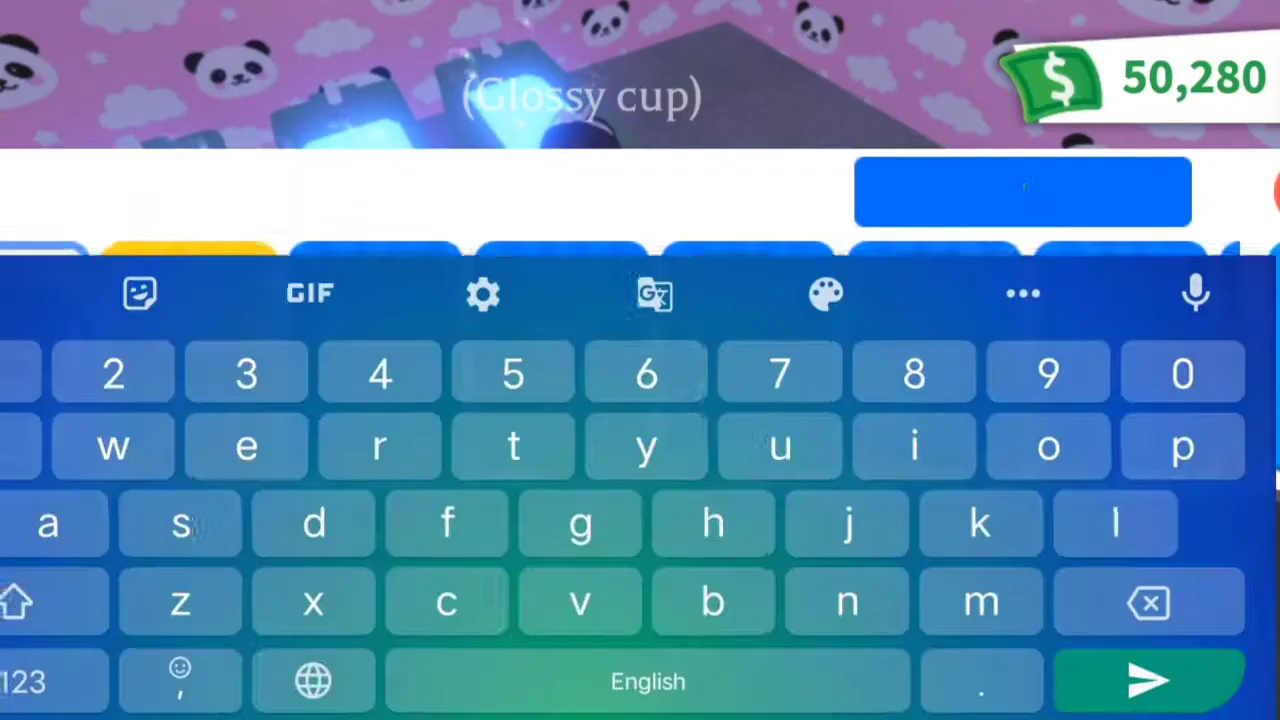 (Glossy cup)
$ 50,280
GIF G
2 3 4 5 6 7 8 9 0
w e r t y u i o p
a s d f g h j k l
z x c v b n m
123 , English .